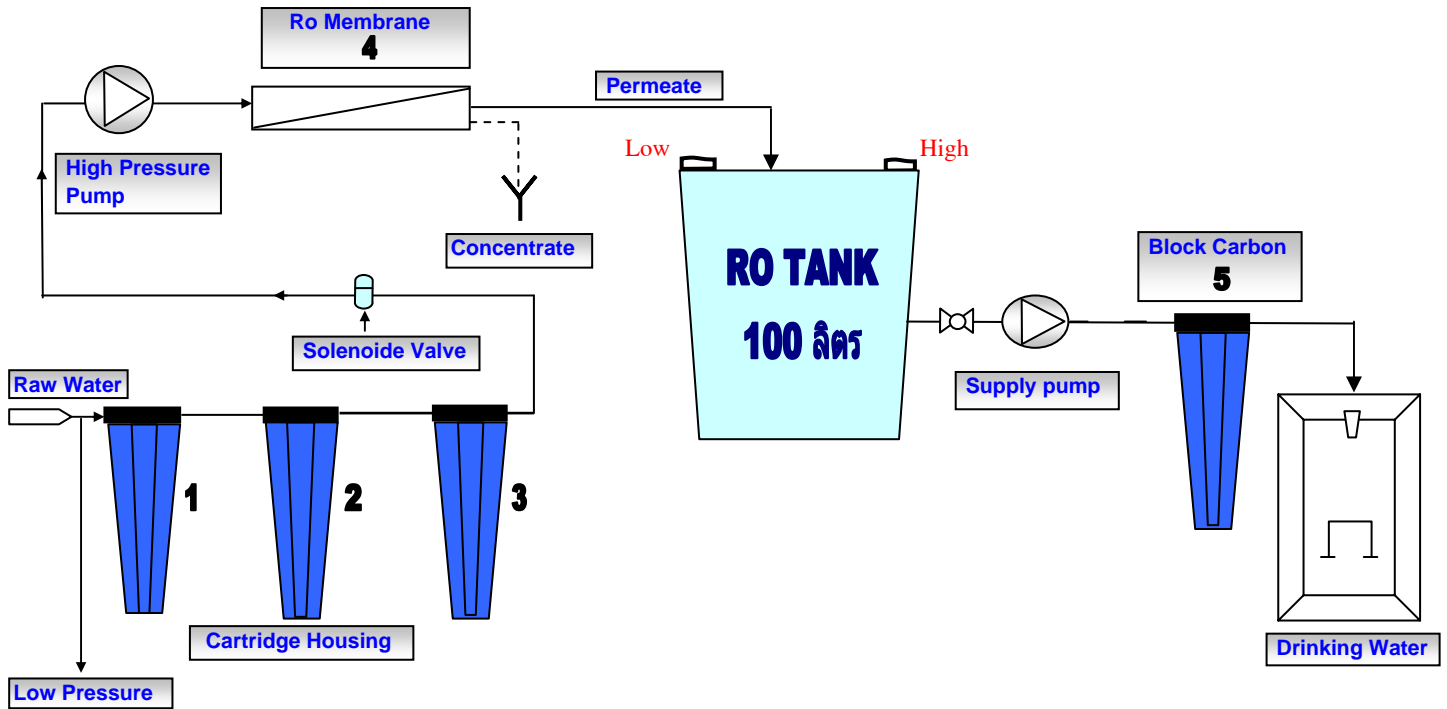 Ro Membrane
4
Permeate
High Pressure
Pump
Concentrate
Low
High
RO TANK
100 ลิตร
Block Carbon
5
Solenoide Valve
Supply pump
Raw Water
1
2
3
Cartridge Housing
Drinking Water
Low Pressure